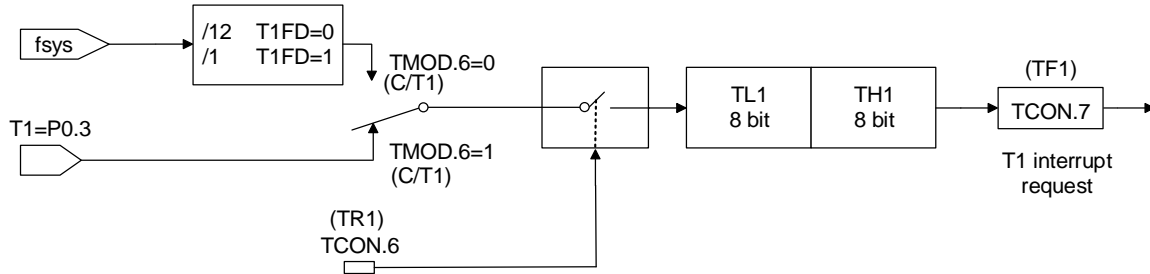 fsys
/12 T1FD=0
/1 T1FD=1
TMOD.6=0
(C/T1)
T1=P0.3
TMOD.6=1
(C/T1)
(TR1)
TCON.6
TL1
8 bit
TH1
8 bit
(TF1)
TCON.7
T1 interrupt
request